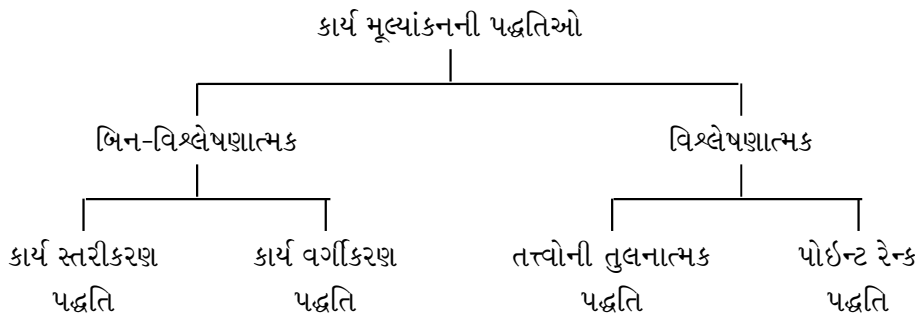 કાર્ય મૂલ્યાંકનની પદ્ધતિઓ
બિન-વિશ્લેષણાત્મક
વિશ્લેષણાત્મક
કાર્ય સ્તરીકરણ
પદ્ધતિ
કાર્ય વર્ગીકરણ
પદ્ધતિ
તત્ત્વોની તુલનાત્મક
પદ્ધતિ
પોઇન્ટ રેન્ક
પદ્ધતિ